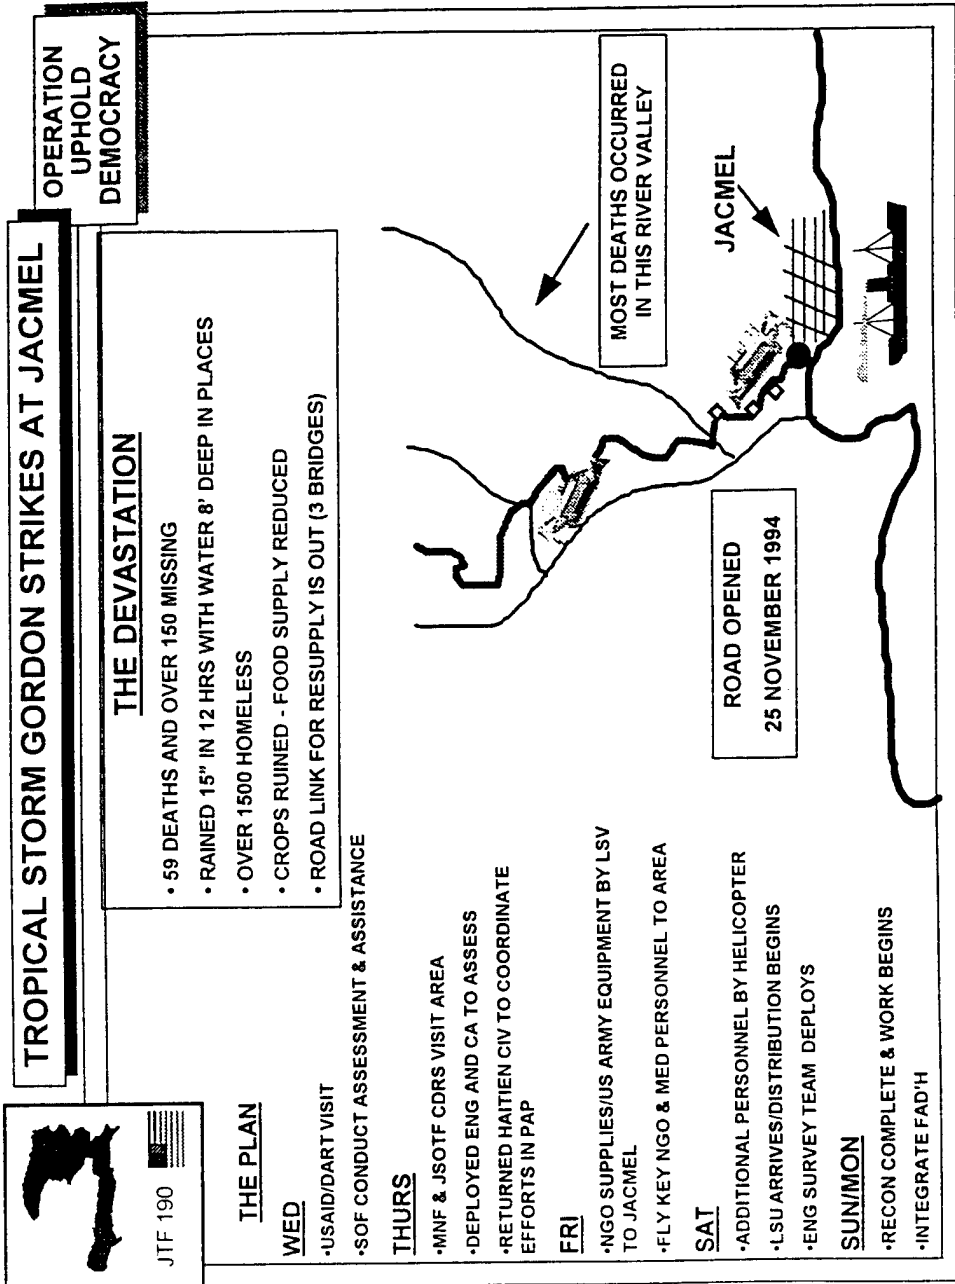 JTF 190
TROPICAL STORM GORDON STRIKES AT JACMEL
OPERATION
UPHOLD
DEMOCRACY
THE PLAN
WED
•USAID/DART VISIT
•SOF CONDUCT ASSESSMENT & ASSISTANCE
THURS
•MNF & JSOTF CDRS VISIT AREA
•DEPLOYED ENG AND CA TO ASSESS
•RETURNED HAITIEN CIV TO COORDINATE
EFFORTS IN PAP
FRI
•NGO SUPPLIES/US ARMY EQUIPMENT BY LSV
TO JACMEL
•FLY KEY NGO & MED PERSONNEL TO AREA
SAT
•ADDITIONAL PERSONNEL BY HELICOPTER
•LSU ARRIVES/DISTRIBUTION BEGINS
•ENG SURVEY TEAM DEPLOYS
SUN/MON
•RECON COMPLETE & WORK BEGINS
•INTEGRATE FAD'H
THE DEVASTATION
• 59 DEATHS AND OVER 150 MISSING
• RAINED 15" IN 12 HRS WITH WATER 8' DEEP IN PLACES
• OVER 1500 HOMELESS
• CROPS RUINED - FOOD SUPPLY REDUCED
• ROAD LINK FOR RESUPPLY IS OUT (3 BRIDGES)
MOST DEATHS OCCURRED
IN THIS RIVER VALLEY
JACMEL
ROAD OPENED
25 NOVEMBER 1994